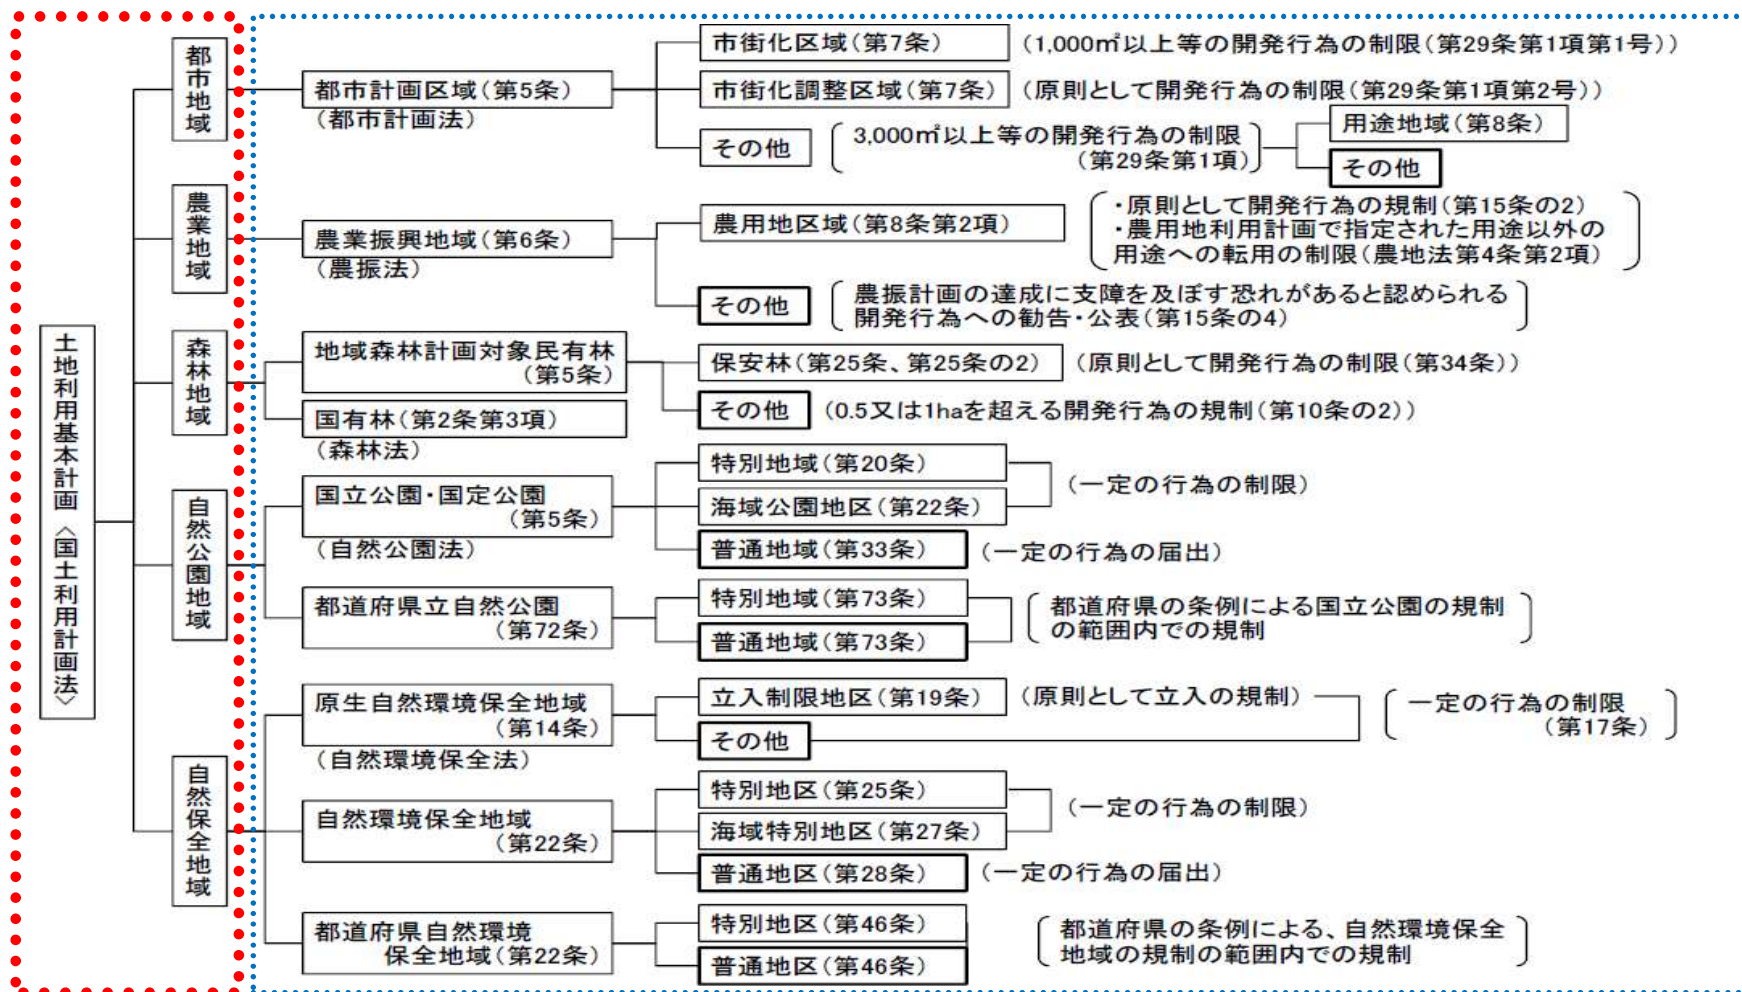 土地利用基本計画〈国土利用計画法〉
都市地域
都市計画区域(第5条)
(都市計画法)
市街化区域(第7条)
(1,000㎡以上等の開発行為の制限(第29条第1項第1号))
市街化調整区域(第7条)
(原則として開発行為の制限(第29条第1項第2号))
その他
3,000㎡以上等の開発行為の制限
(第29条第1項)
用途地域(第8条)
その他
農業地域
農業振興地域(第6条)
(農振法)
農用地区域(第8条第2項)
・原則として開発行為の規制(第15条の2)
・農用地利用計画で指定された用途以外の
用途への転用の制限(農地法第4条第2項)
その他
農振計画の達成に支障を及ぼす恐れがあると認められる
開発行為への勧告・公表(第15条の4)
森林地域
地域森林計画対象民有林
(第5条)
国有林(第2条第3項)
(森林法)
保安林(第25条、第25条の2)
(原則として開発行為の制限(第34条))
その他
(0.5又は1haを超える開発行為の規制(第10条の2))
自然公園地域
国立公園・国定公園
(第5条)
(自然公園法)
特別地域(第20条)
海域公園地区(第22条)
(一定の行為の制限)
普通地域(第33条)
(一定の行為の届出)
都道府県立自然公園
(第72条)
特別地域(第73条)
普通地域(第73条)
都道府県の条例による国立公園の規制
の範囲内での規制
自然保全地域
原生自然環境保全地域
(第14条)
(自然環境保全法)
立入制限地区(第19条)
(原則として立入の規制)
その他
一定の行為の制限
(第17条)
自然環境保全地域
(第22条)
特別地区(第25条)
海域特別地区(第27条)
(一定の行為の制限)
普通地区(第28条)
(一定の行為の届出)
都道府県自然環境
保全地域(第22条)
特別地区(第46条)
普通地区(第46条)
都道府県の条例による、自然環境保全
地域の規制の範囲内での規制